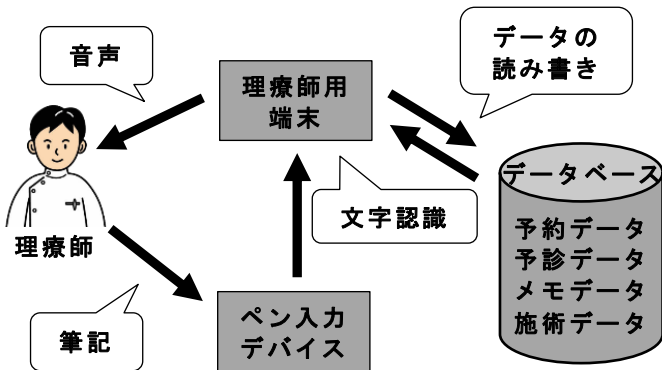 音声
理療師用
端末
データの
読み書き
データベース
予約データ
予診データ
メモデータ
施術データ
文字認識
理療師
筆記
ペン入力
デバイス